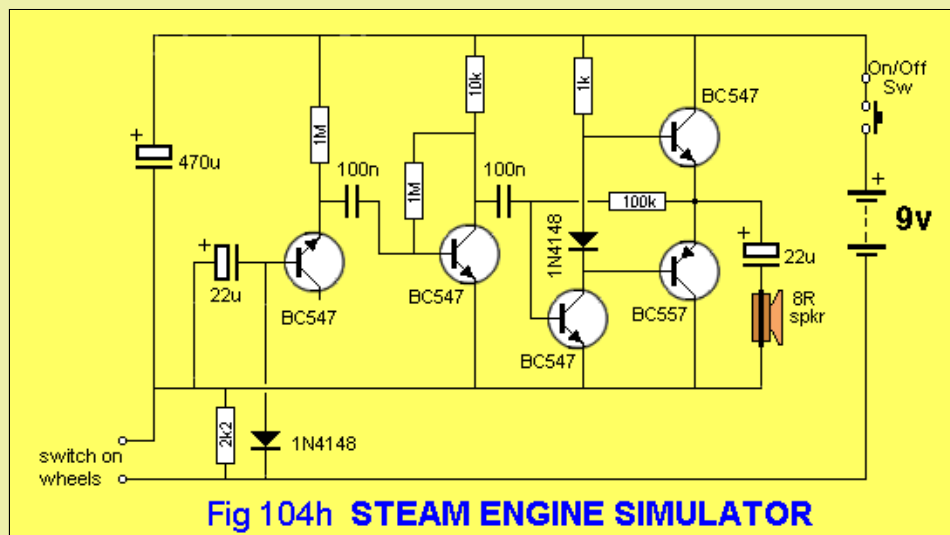 On/Off
Sw
BC547
10k
1k
1M
470u
100n
1M
100n
100k
+
9v
1N4148
+
22u
+
22u
BC547
BC547
BC557
8R
spkr
BC547
+
2k2
1N4148
switch on
wheels
Fig 104h STEAM ENGINE SIMULATOR